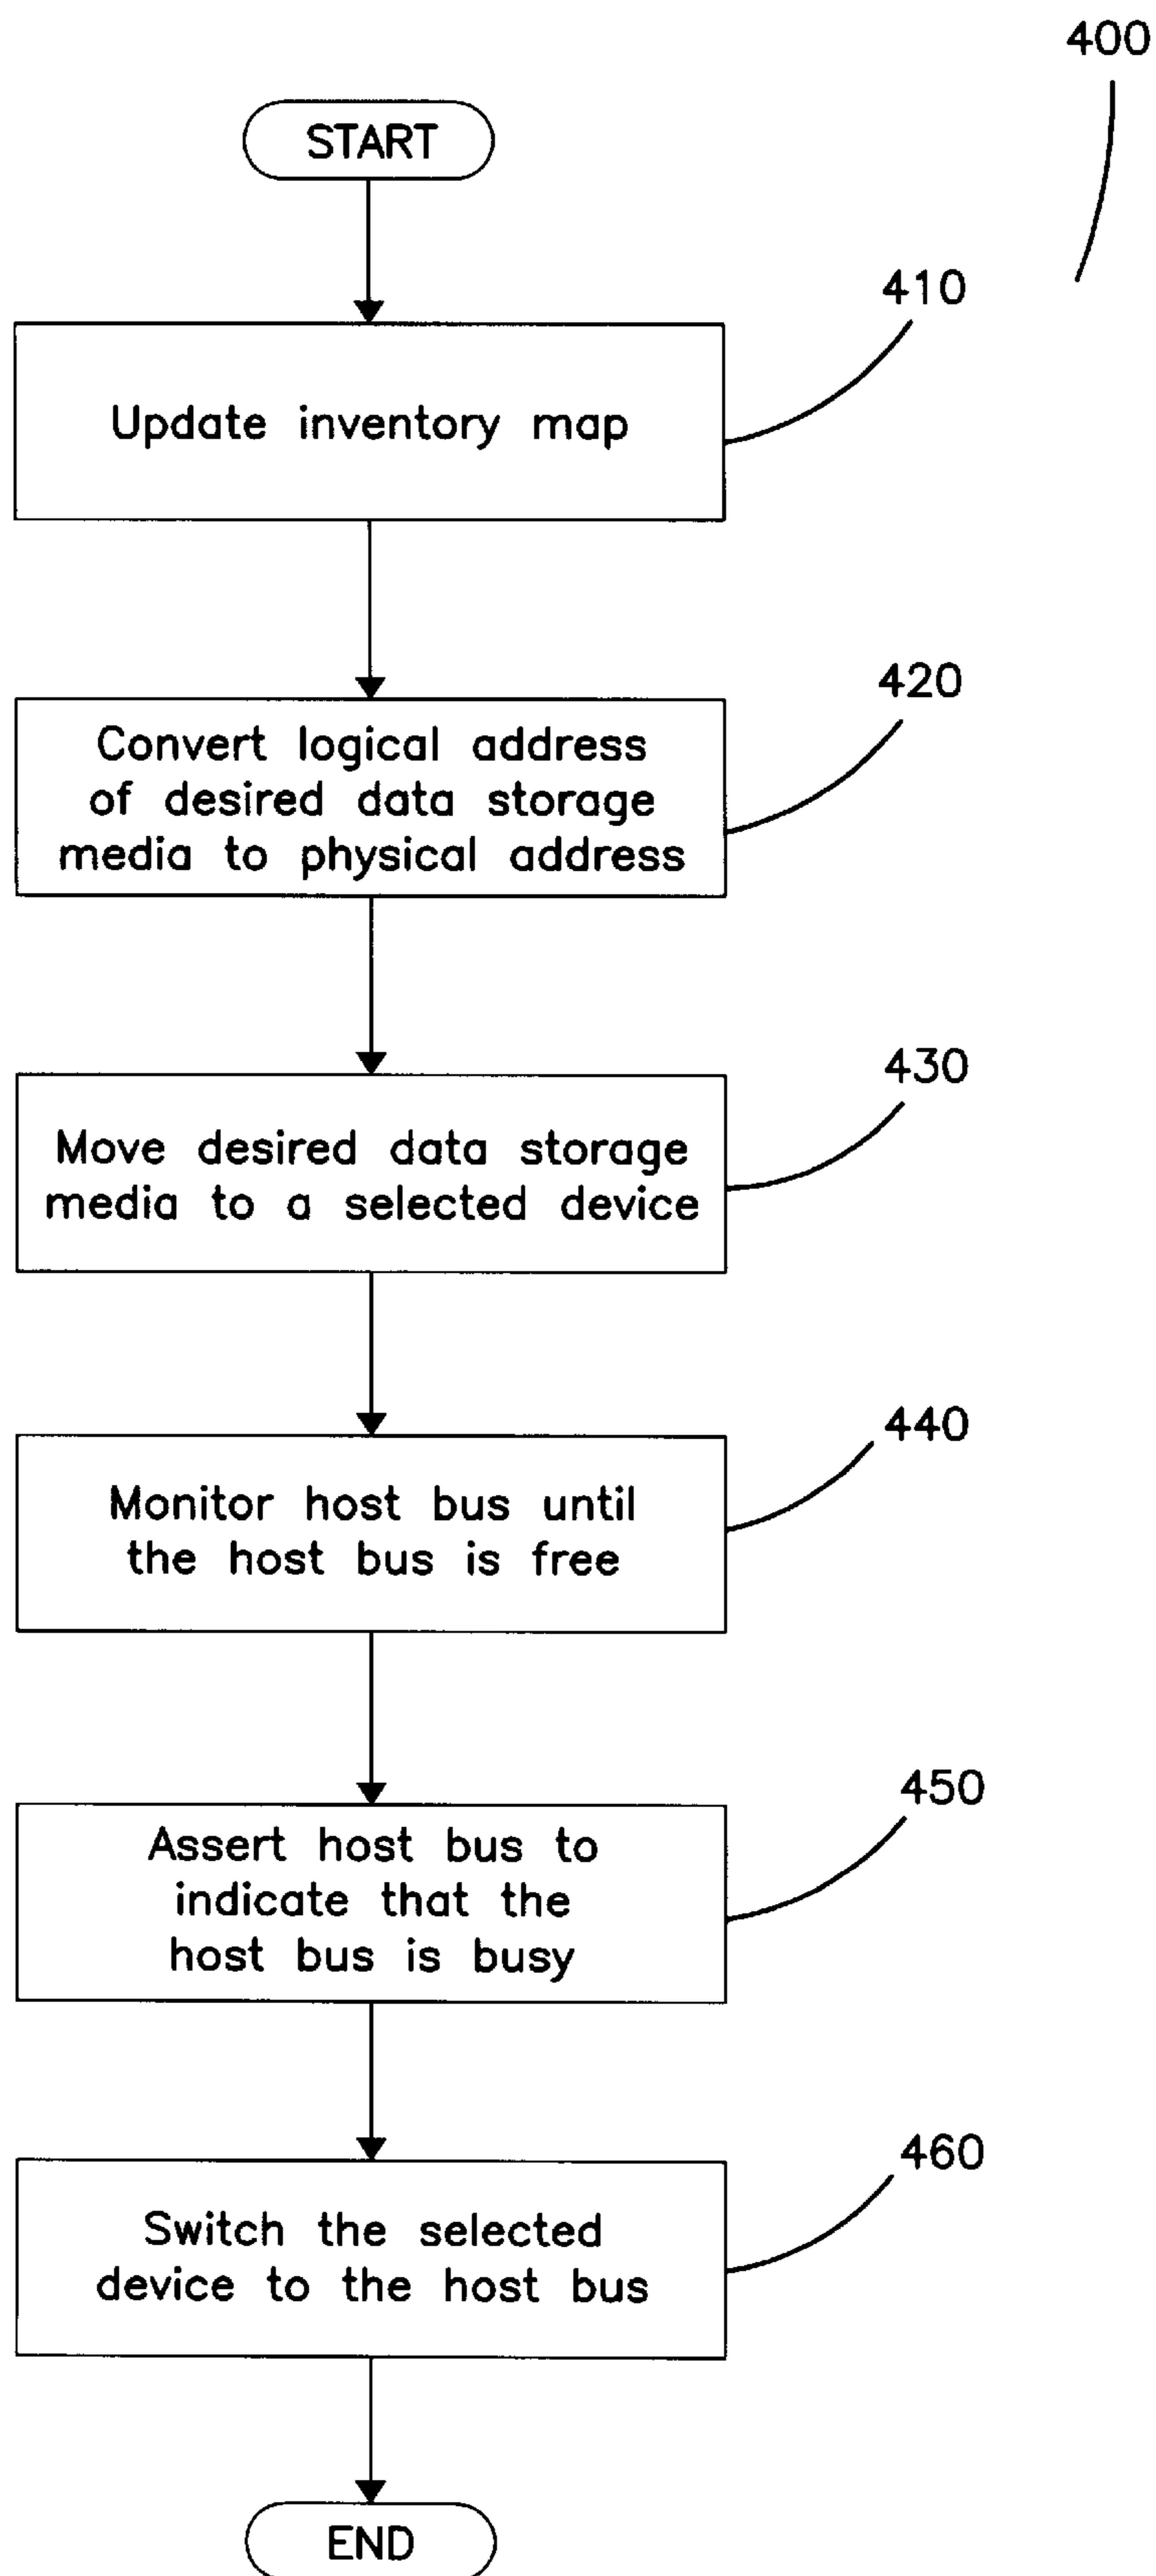 400
START
410
Update inventory map
420
Convert logical address
of desired data storage
media to physical address
430
Move desired data storage
media to a selected device
440
Monitor host bus until
the host bus is free
450
Assert host bus to
indicate that the
host bus is busy
460
Switch the selected
device to the host bus
END